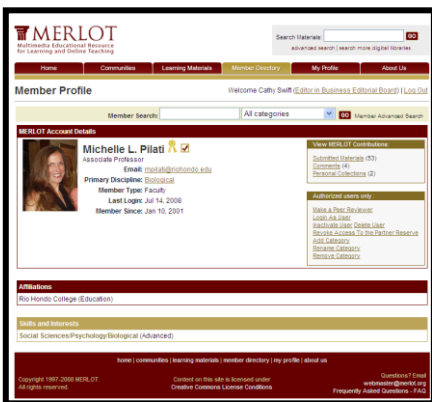 MERLOT
Multimedia Educational Resource
for Learning and Online Teaching
Search Materials: GO
advanced search | search more digital libraries
Home Communities Learning Materials Member Directory My Profile About Us
Member Profile
Welcome Cathy Swift (Editor in Business Editorial Board) | Log Out
Member Search: All categories GO Member Advanced Search
MERLOT Account Details
Michelle L. Pilati
Associate Professor
Email: mpilati@riohondo.edu
Primary Discipline: Biological
Member Type: Faculty
Last Login: Jul 14, 2008
Member Since: Jan 10, 2001
View MERLOT Contributions
Submitted Materials (53)
Comments (4)
Personal Collections (2)
Authorized users only
Make a Peer Reviewer
Login As User
Inactivate User Delete User
Revoke Access To the Partner Reserve
Add Category
Rename Category
Remove Category
Affiliations
Rio Hondo College (Education)
Skills and Interests
Social Sciences/Psychology/Biological (Advanced)
home | communities | learning materials | member directory | my profile | about us
Copyright 1997-2008 MERLOT.
All rights reserved.
Content on this site is licensed under
Creative Commons License Conditions
Questions? Email
webmaster@merlot.org
Frequently Asked Questions - FAQ